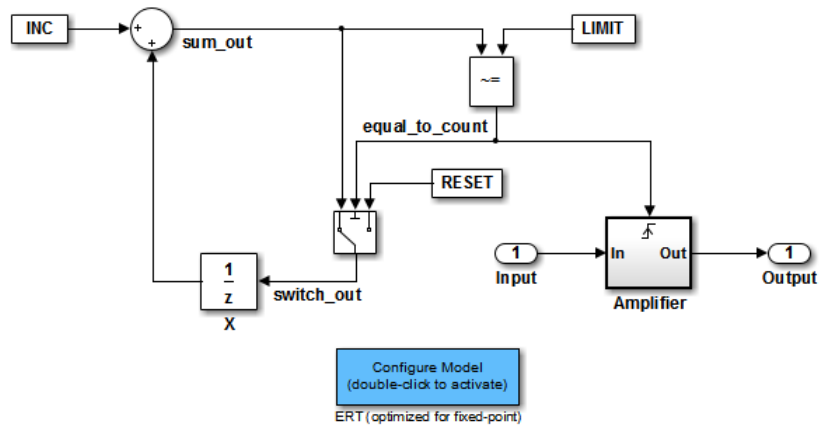 INC
+
+
sum_out
LIMIT
~=
equal_to_count
RESET
1
z
X
switch_out
1
Input
In
Out
Amplifier
1
Output
Configure Model
(double-click to activate)
ERT (optimized for fixed-point)